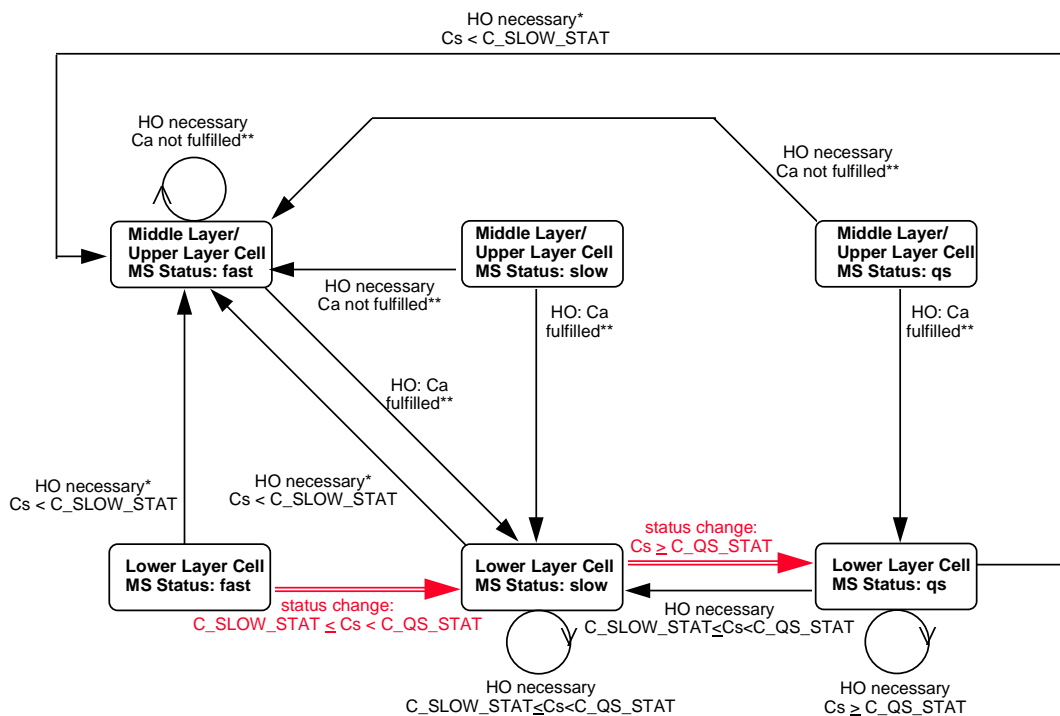 HO necessary*
Cs < C_SLOW_STAT
HO necessary
Ca not fulfilled**
HO necessary
Ca not fulfilled**
Middle Layer/
Upper Layer Cell
MS Status: fast
Middle Layer/
Upper Layer Cell
MS Status: slow
Middle Layer/
Upper Layer Cell
MS Status: qs
HO necessary
Ca not fulfilled**
HO: Ca
fulfilled**
HO: Ca
fulfilled**
HO: Ca
fulfilled**
HO necessary*
Cs < C_SLOW_STAT
HO necessary*
Cs < C_SLOW_STAT
status change:
Cs ≥ C_QS_STAT
Lower Layer Cell
MS Status: fast
Lower Layer Cell
MS Status: slow
Lower Layer Cell
MS Status: qs
status change:
C_SLOW_STAT ≤ Cs < C_QS_STAT
HO necessary
C_SLOW_STAT≤Cs<C_QS_STAT
HO necessary
C_SLOW_STAT≤Cs<C_QS_STAT
HO necessary
Cs ≥ C_QS_STAT